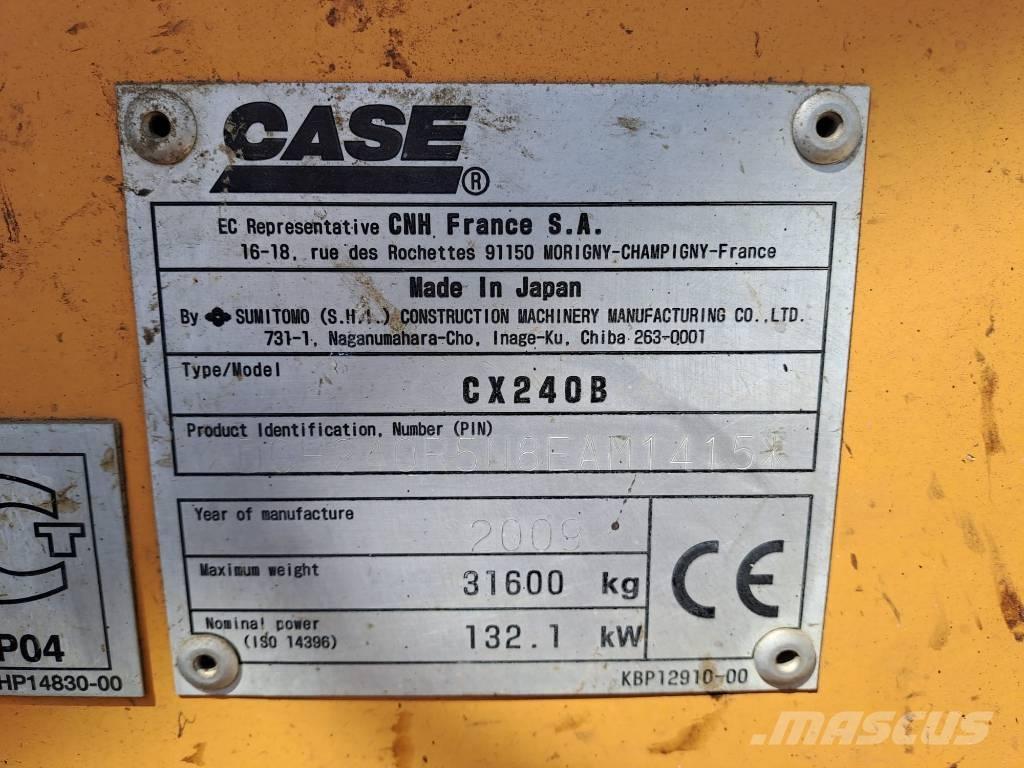 CASE®
EC Representative CNH France S.A.
16-18, rue des Rochettes 91150 MORIGNY-CHAMPIGNY-France
Made In Japan
By SUMITOMO (S.H.I.) CONSTRUCTION MACHINERY MANUFACTURING CO.,LTD.
731-1, Naganumahara-Cho, Inage-Ku, Chiba 263-0001
Type/Model CX240B
Product Identification, Number (PIN)
Year of manufacture 2009
Maximum weight 31600 kg
Nominal power 132.1 kW
(ISO 14396)
CE
KBP12910-00
P04
HP14830-00
MASCUS